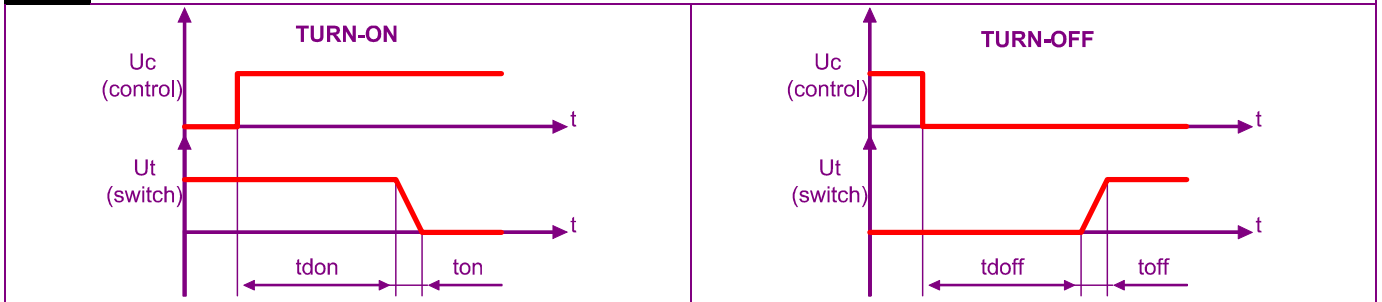 TURN-ON
Uc
(control)
t
Ut
(switch)
t
tdon
ton
TURN-OFF
Uc
(control)
t
Ut
(switch)
t
tdoff
toff